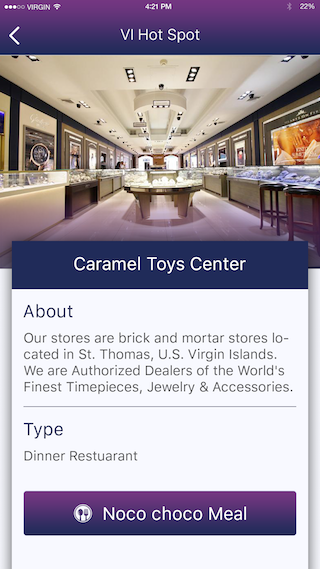 VIRGIN 4:21 PM 22%
VI Hot Spot
Caramel Toys Center
About
Our stores are brick and mortar stores lo-
cated in St. Thomas, U.S. Virgin Islands.
We are Authorized Dealers of the World's
Finest Timepieces, Jewelry & Accessories.
Type
Dinner Restuarant
Noco choco Meal